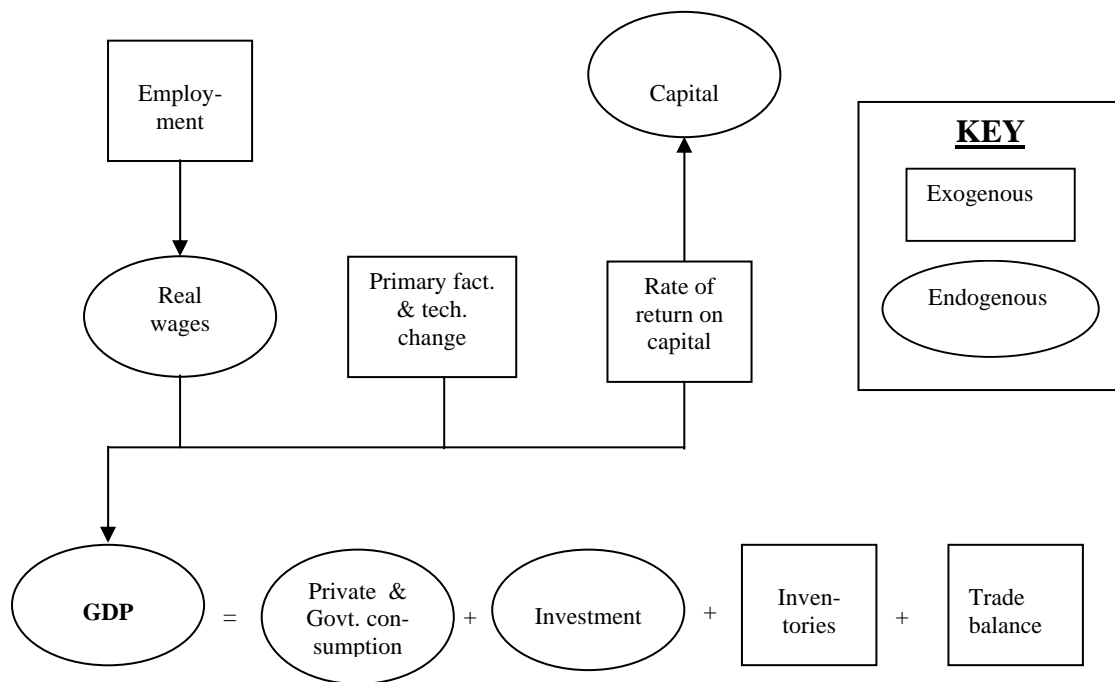 Employ-
ment
Capital
KEY
Exogenous
Endogenous
Real
wages
Primary fact.
& tech.
change
Rate of
return on
capital
GDP
=
Private & 
Govt. con-
sumption
+
Investment
+
Inven-
tories
+
Trade
balance